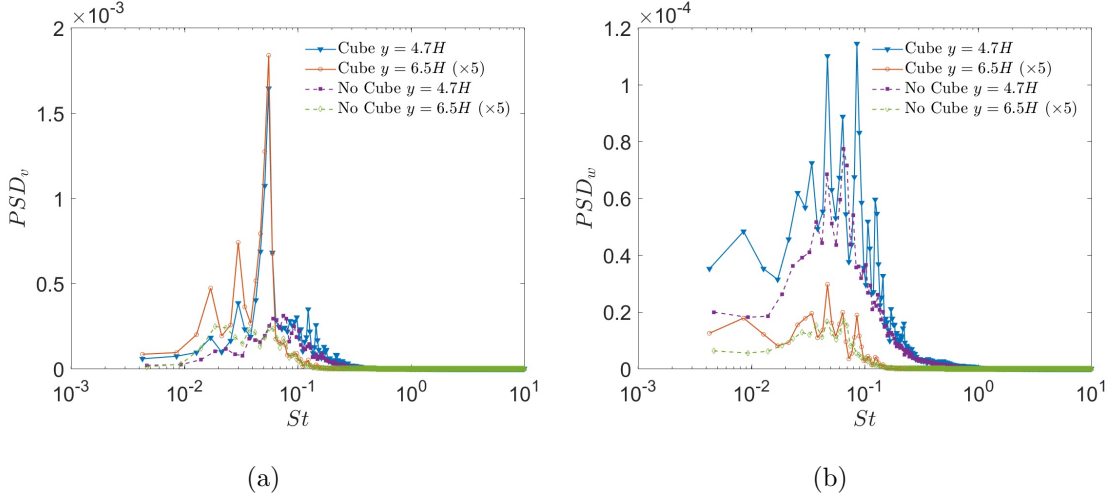 ×10⁻³
2
1.5
1
0.5
0
10⁻³ 10⁻² 10⁻¹ 10⁰ 10¹
St
PSDᵥ
Cube y = 4.7H
Cube y = 6.5H (×5)
No Cube y = 4.7H
No Cube y = 6.5H (×5)
(a)
×10⁻⁴
1.2
1
0.8
0.6
0.4
0.2
0
10⁻³ 10⁻² 10⁻¹ 10⁰ 10¹
St
PSD_w
Cube y = 4.7H
Cube y = 6.5H (×5)
No Cube y = 4.7H
No Cube y = 6.5H (×5)
(b)